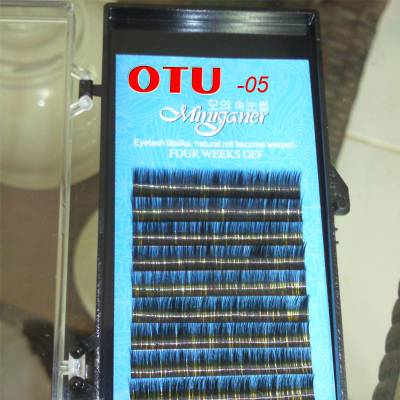 OTU -05
모의 속눈썹
Miniganer
Eyelash lifelike, natural roll become warped.
FOUR WEEKS OFF